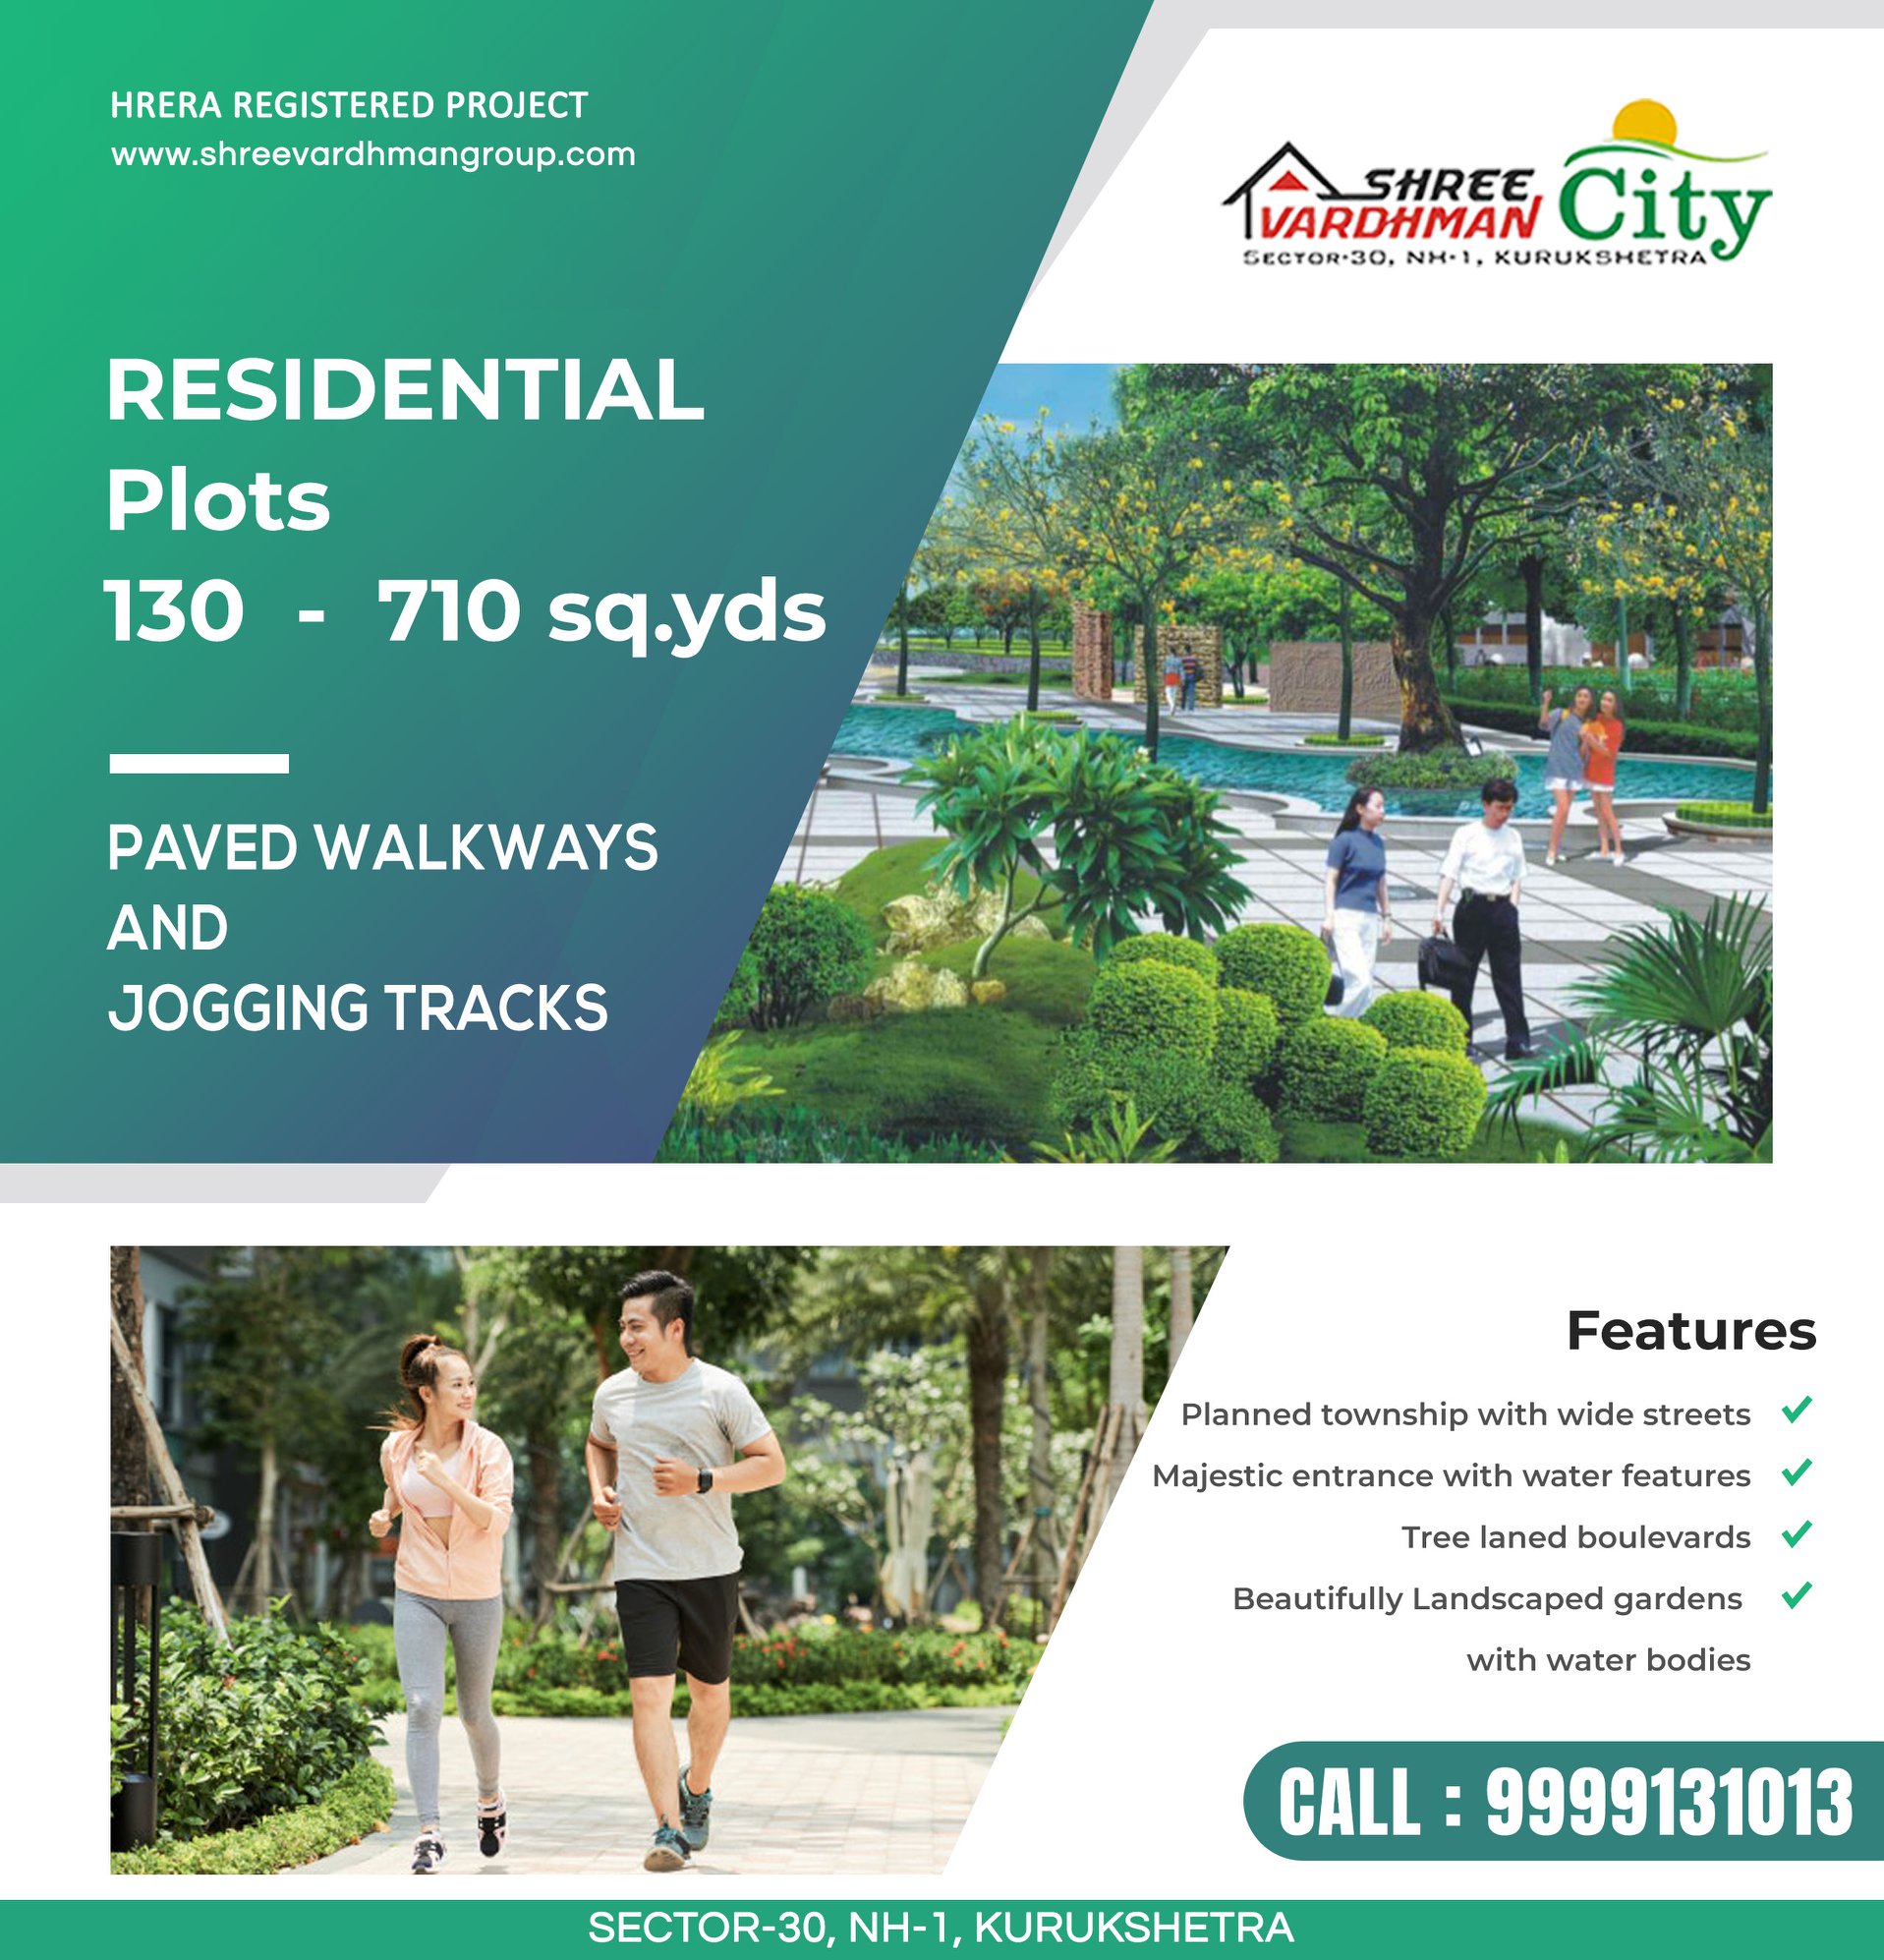 HRERA REGISTERED PROJECT
www.shreevardhmangroup.com
SHREE
VARDHMAN City
SECTOR-30, NH-1, KURUKSHETRA
RESIDENTIAL
Plots
130 - 710 sq.yds
PAVED WALKWAYS
AND
JOGGING TRACKS
Features
Planned township with wide streets
Majestic entrance with water features
Tree laned boulevards
Beautifully Landscaped gardens
with water bodies
CALL : 9999131013
SECTOR-30, NH-1, KURUKSHETRA